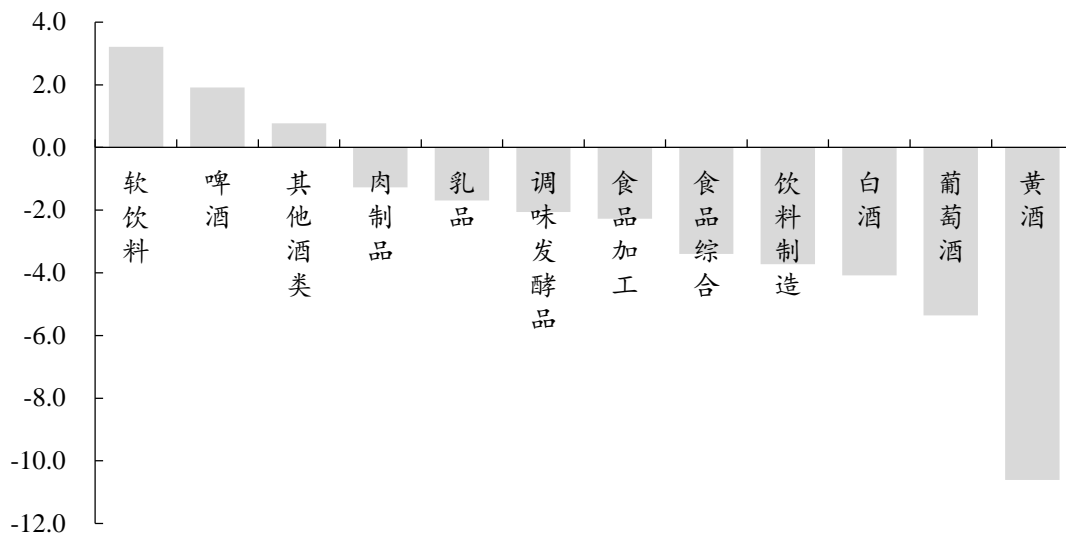 4.0
2.0
0.0
-2.0
-4.0
-6.0
-8.0
-10.0
-12.0
软饮料
啤酒
其他酒类
肉制品
乳品
调味发酵品
食品加工
食品综合
饮料制造
白酒
葡萄酒
黄酒